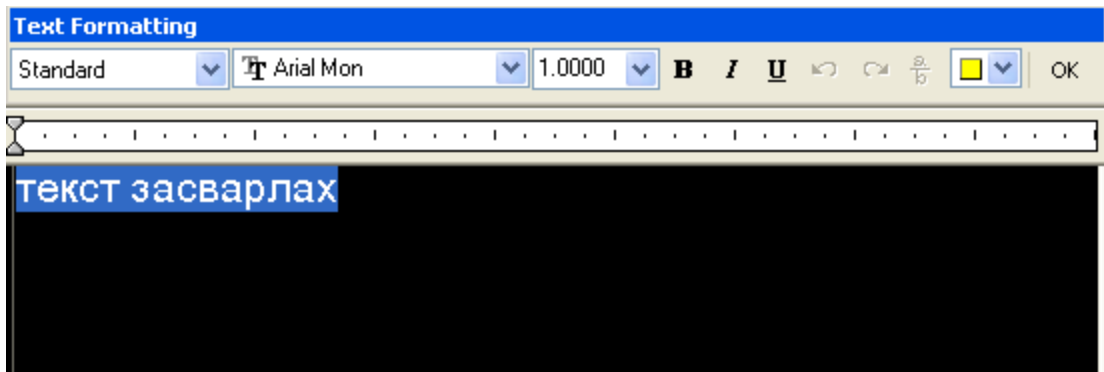 Text Formatting
Standard Arial Mon 1.0000 B I U a/b OK
текст засварлах